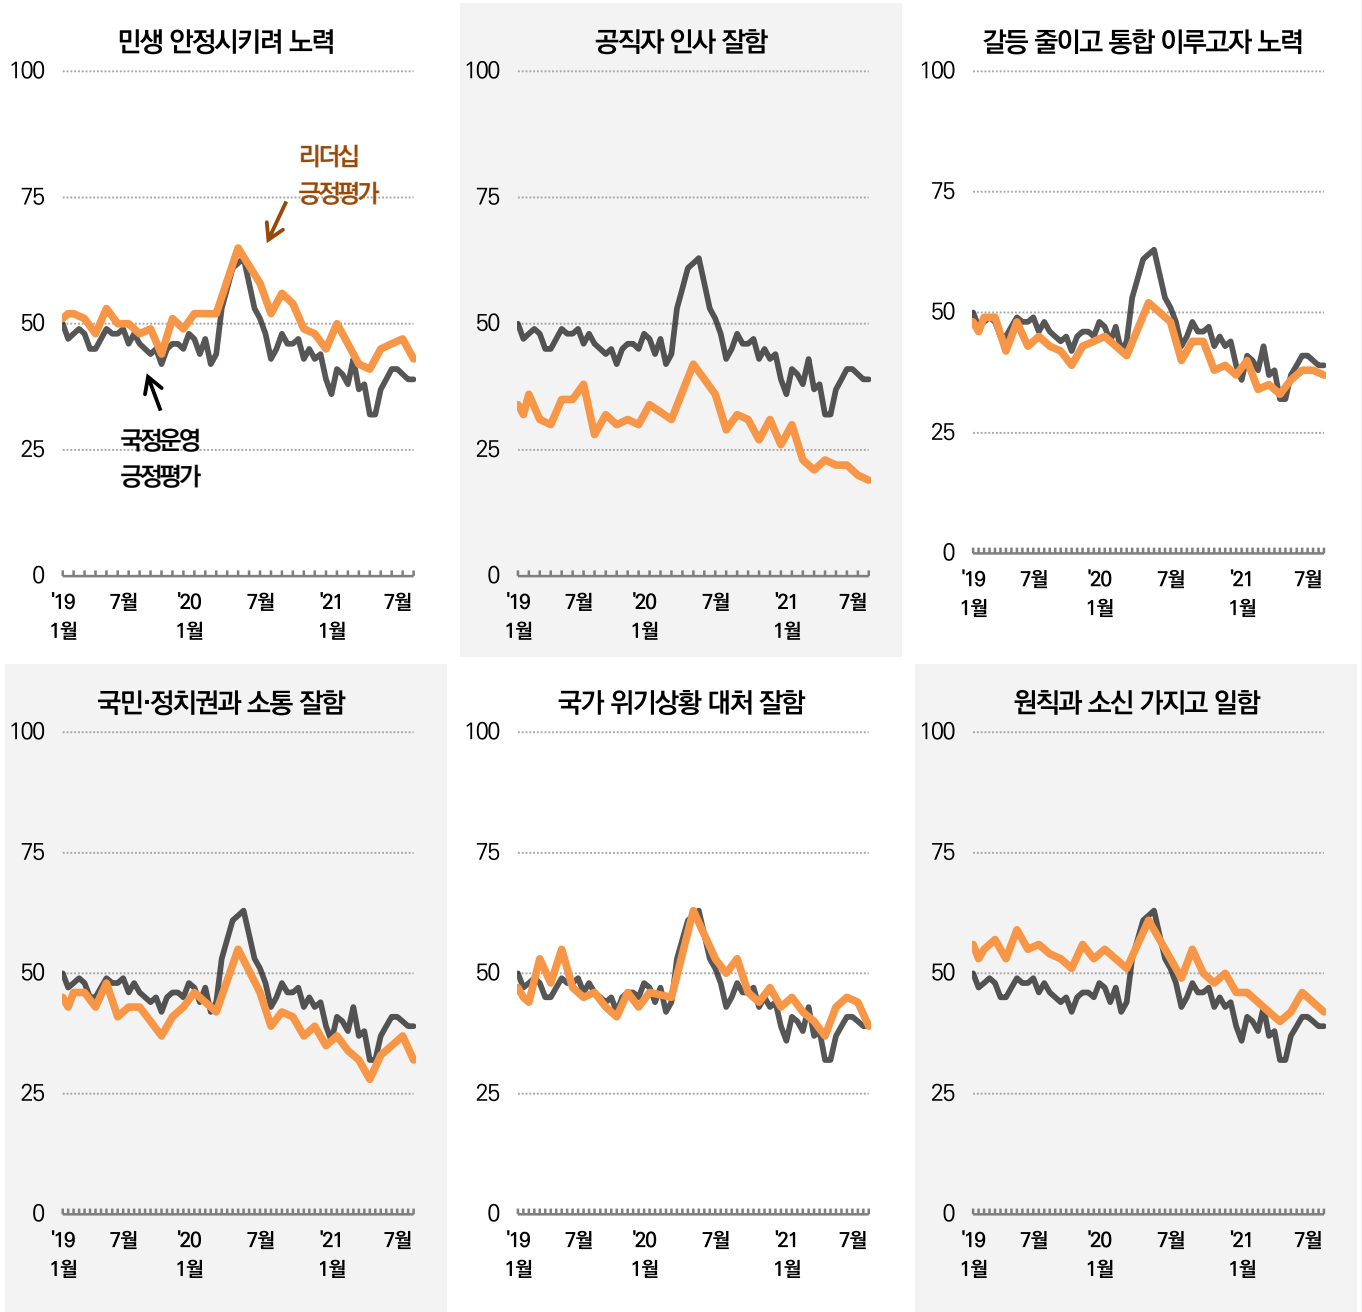 민생 안정시키려 노력
100
75
50
25
0
리더십
긍정평가
국정운영
긍정평가
'19 7월 '20 7월 '21 7월
1월 1월 1월
공직자 인사 잘함
100
75
50
25
0
'19 7월 '20 7월 '21 7월
1월 1월 1월
갈등 줄이고 통합 이루고자 노력
100
75
50
25
0
'19 7월 '20 7월 '21 7월
1월 1월 1월
국민·정치권과 소통 잘함
100
75
50
25
0
'19 7월 '20 7월 '21 7월
1월 1월 1월
국가 위기상황 대처 잘함
100
75
50
25
0
'19 7월 '20 7월 '21 7월
1월 1월 1월
원칙과 소신 가지고 일함
100
75
50
25
0
'19 7월 '20 7월 '21 7월
1월 1월 1월